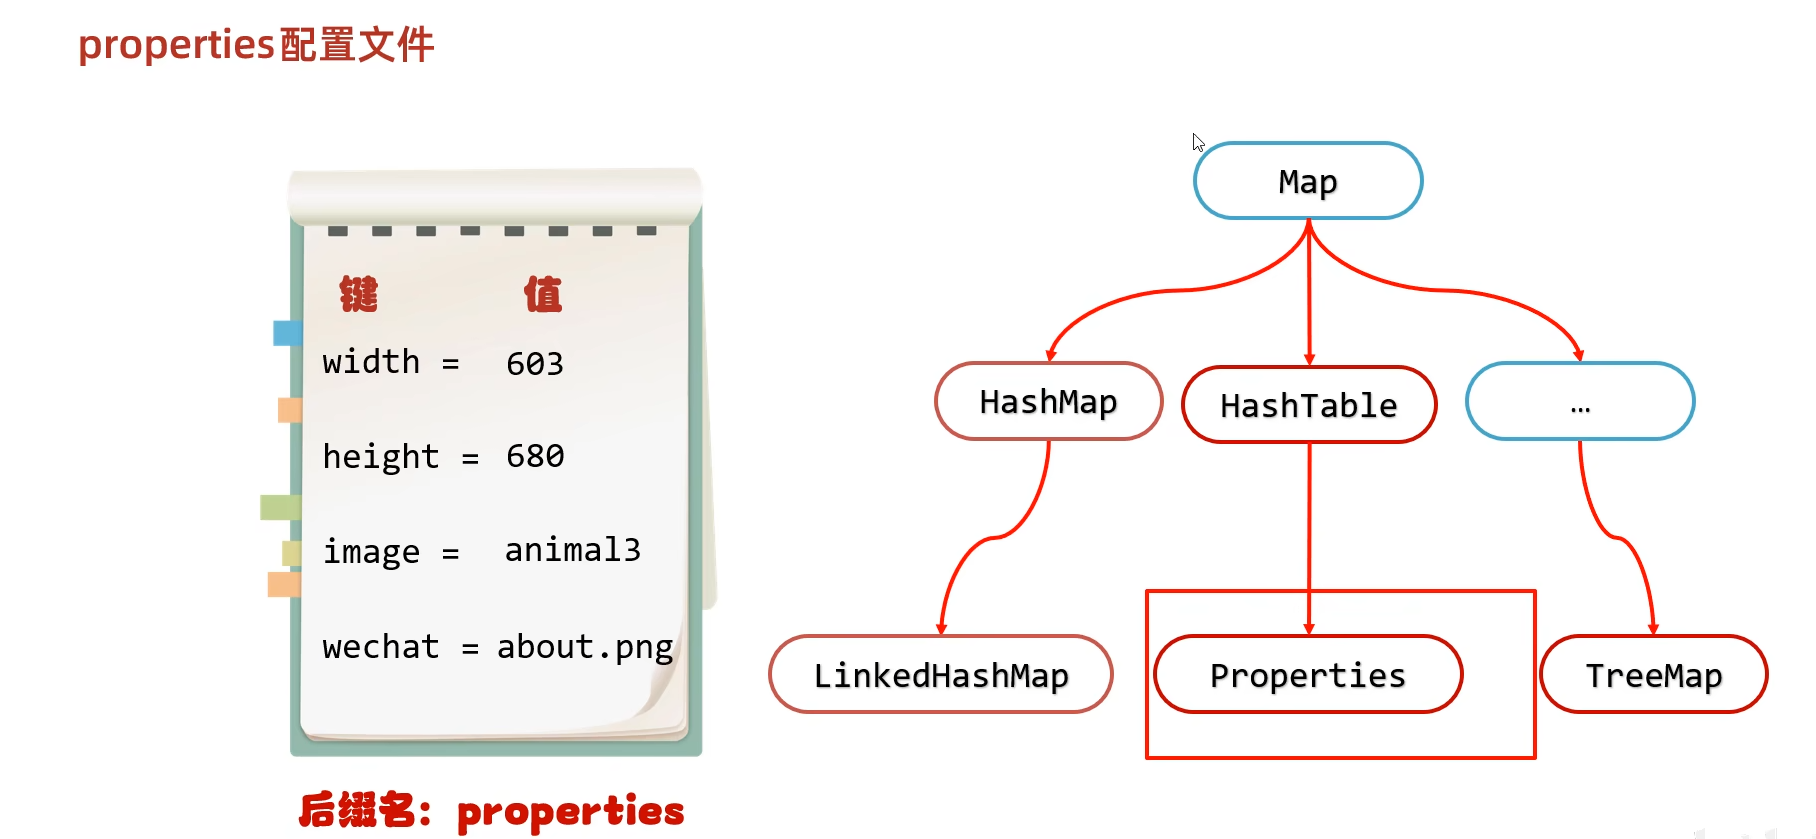 properties配置文件
键 值
width = 603
height = 680
image = animal3
wechat = about.png
后缀名：properties
Map
HashMap
HashTable
…
LinkedHashMap
Properties
TreeMap